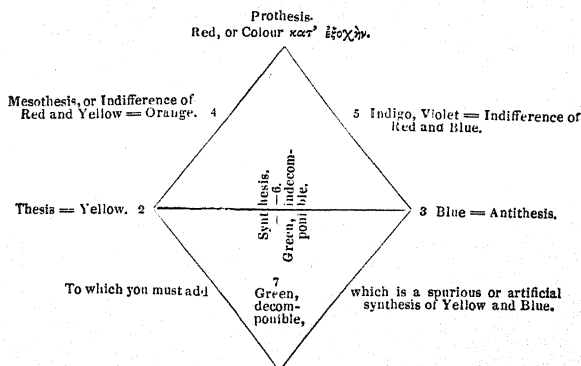 Prothesis.
Red, or Colour κατ' ἐξοχὴν.
Mesothesis, or Indifference of
Red and Yellow = Orange. 4
5 Indigo, Violet = Indifference of
Red and Blue.
Synthesis.
— 6. —
Green, indecom-
ponible.
Thesis = Yellow. 2
3 Blue = Antithesis.
To which you must add
7
Green,
decom-
ponible,
which is a spurious or artificial
synthesis of Yellow and Blue.